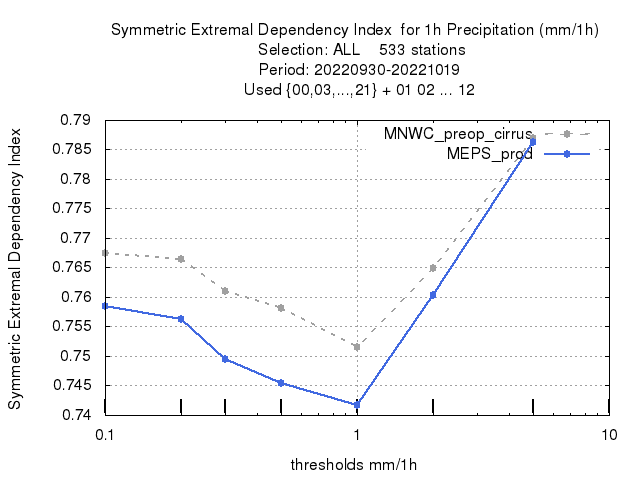 Symmetric Extremal Dependency Index  for 1h Precipitation (mm/1h)
Selection: ALL    533 stations
Period: 20220930-20221019
Used {00,03,...,21} + 01 02 ... 12
MNWC_preop_cirrus
MEPS_prod
Symmetric Extremal Dependency Index
0.79
0.785
0.78
0.775
0.77
0.765
0.76
0.755
0.75
0.745
0.74
0.1 1 10
thresholds mm/1h